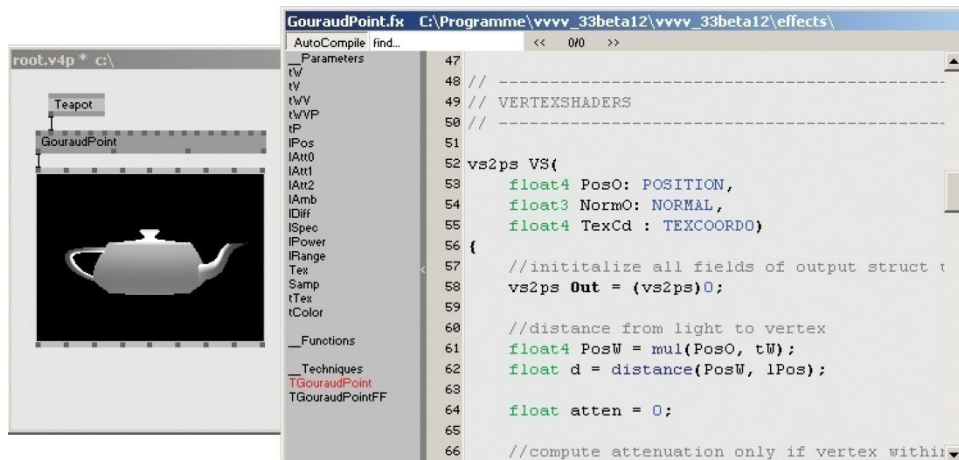 root.v4p * c:\
Teapot
GouraudPoint
GouraudPoint.fx C:\Programme\vvvv_33beta12\vvvv_33beta12\effects\
AutoCompile find... << 0/0 >>
__Parameters
tW
tV
tWV
tWVP
tP
lPos
lAtt0
lAtt1
lAtt2
lAmb
lDiff
lSpec
lPower
lRange
Tex
Samp
tTex
tColor
__Functions
__Techniques
TGouraudPoint
TGouraudPointFF
47
48 // --------------------------------------------------
49 // VERTEXSHADERS
50 // --------------------------------------------------
51
52 vs2ps VS(
53 float4 PosO: POSITION,
54 float3 NormO: NORMAL,
55 float4 TexCd : TEXCOORD0)
56 {
57 //inititalize all fields of output struct
58 vs2ps Out = (vs2ps)0;
59
60 //distance from light to vertex
61 float4 PosW = mul(PosO, tW);
62 float d = distance(PosW, lPos);
63
64 float atten = 0;
65
66 //compute attenuation only if vertex within